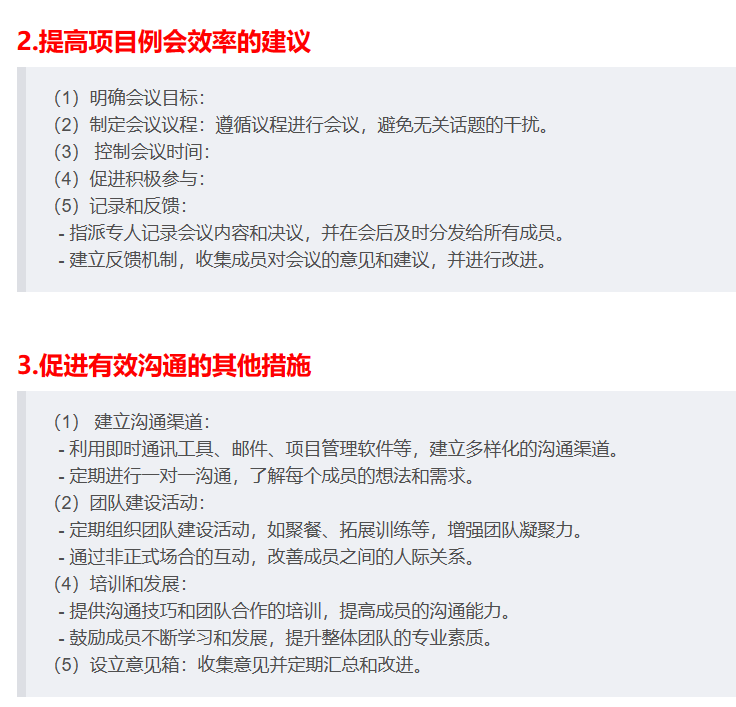 2.提高项目例会效率的建议
（1）明确会议目标：
（2）制定会议议程：遵循议程进行会议，避免无关话题的干扰。
（3） 控制会议时间：
（4）促进积极参与：
（5）记录和反馈：
- 指派专人记录会议内容和决议，并在会后及时分发给所有成员。
- 建立反馈机制，收集成员对会议的意见和建议，并进行改进。
3.促进有效沟通的其他措施
（1） 建立沟通渠道：
- 利用即时通讯工具、邮件、项目管理软件等，建立多样化的沟通渠道。
- 定期进行一对一沟通，了解每个成员的想法和需求。
（2）团队建设活动：
- 定期组织团队建设活动，如聚餐、拓展训练等，增强团队凝聚力。
- 通过非正式场合的互动，改善成员之间的人际关系。
（4）培训和发展：
- 提供沟通技巧和团队合作的培训，提高成员的沟通能力。
- 鼓励成员不断学习和发展，提升整体团队的专业素质。
（5）设立意见箱：收集意见并定期汇总和改进。